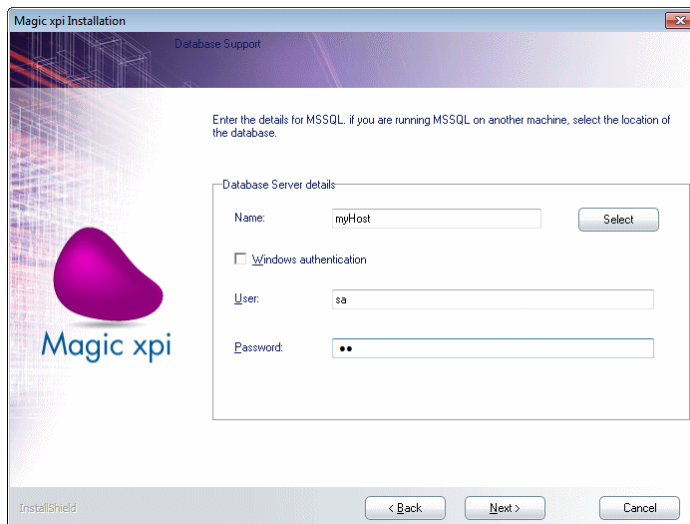 Magic xpi Installation
Database Support
Enter the details for MSSQL. if you are running MSSQL on another machine, select the location of
the database.
Database Server details
Name: myHost Select
Windows authentication
User: sa
Password: ●●
Magic xpi
InstallShield < Back Next > Cancel